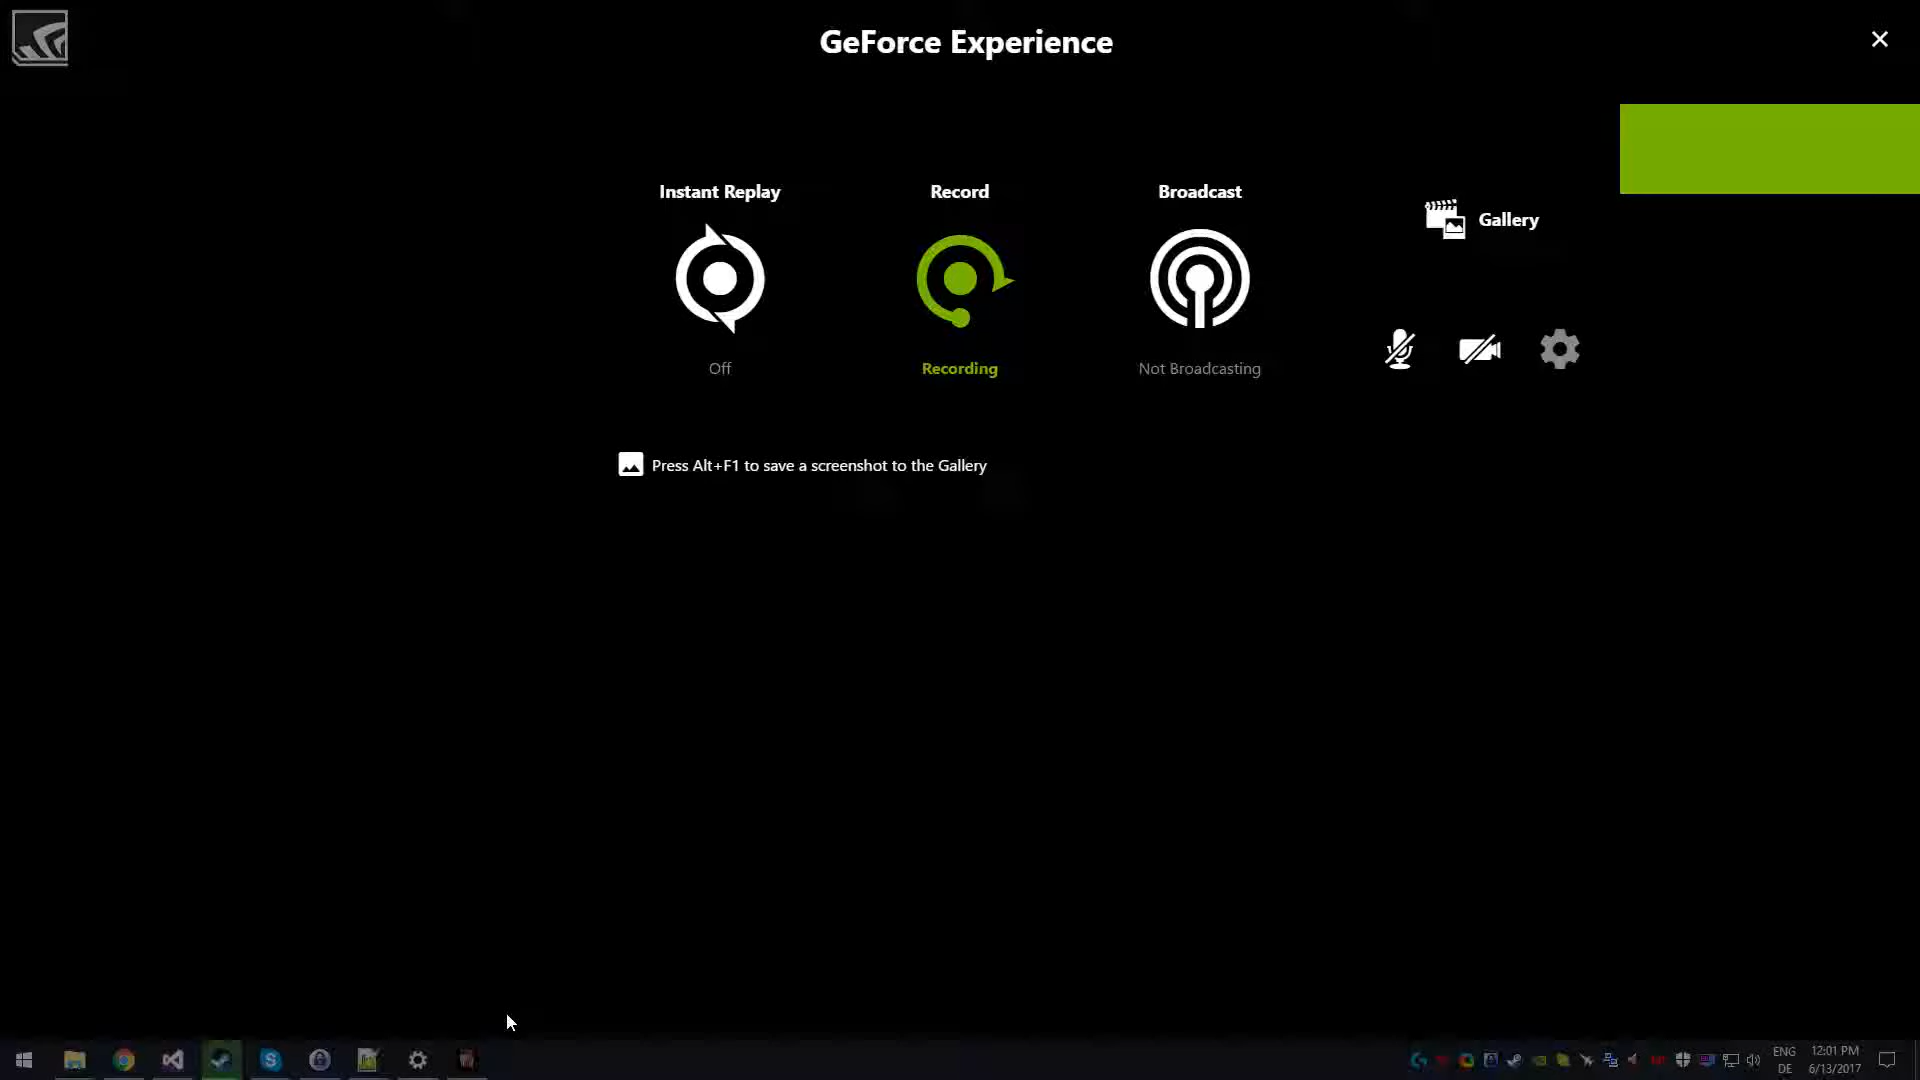 GeForce Experience
Instant Replay
Record
Broadcast
Gallery
Off
Recording
Not Broadcasting
Press Alt+F1 to save a screenshot to the Gallery
ENG
DE
12:01 PM
6/13/2017